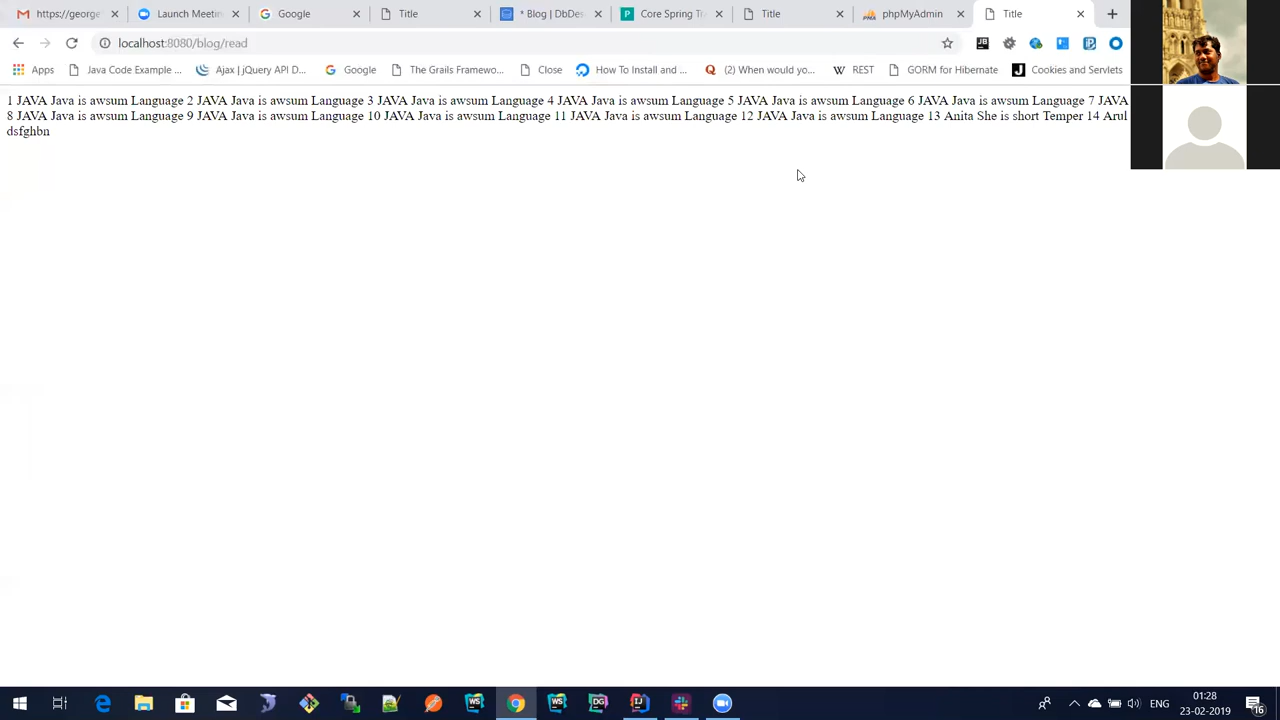 https://george
Launch Meetin
Google
Title
* Blog | DbDes
Core Spring Tr
Title
phpMyAdmin
Title
localhost:8080/blog/read
Apps
Java Code Example ...
Ajax | jQuery API D...
Google
The Grails Framewo...
Close
How To Install and ...
(2) When would yo...
REST
GORM for Hibernate
Cookies and Servlets
1 JAVA Java is awsum Language 2 JAVA Java is awsum Language 3 JAVA Java is awsum Language 4 JAVA Java is awsum Language 5 JAVA Java is awsum Language 6 JAVA Java is awsum Language 7 JAVA
8 JAVA Java is awsum Language 9 JAVA Java is awsum Language 10 JAVA Java is awsum Language 11 JAVA Java is awsum Language 12 JAVA Java is awsum Language 13 Anita She is short Temper 14 Arul
dsfghbn
ENG
01:28
23-02-2019
16